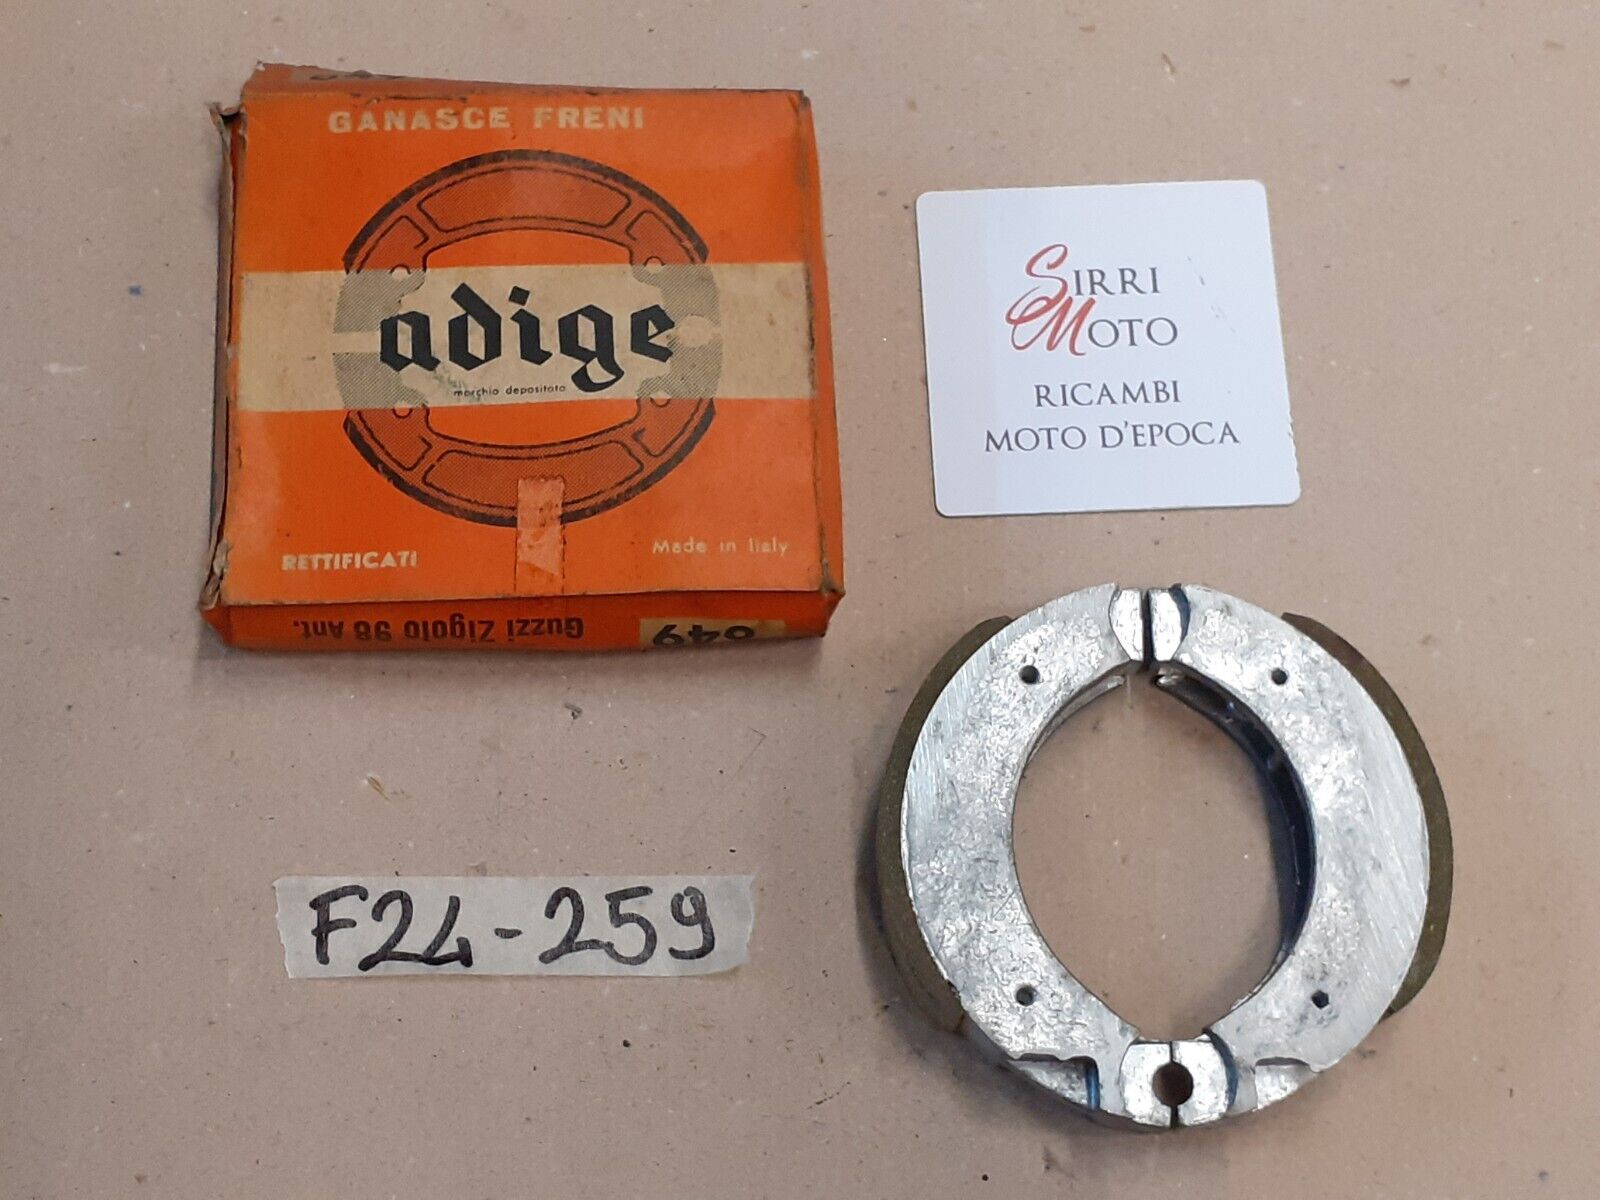 GANASCE FRENI
adige
marchio depositato
RETTIFICATI
Made in Italy
Guzzi Zigolo 98 Ant.
649
SIRRI
MOTO
RICAMBI
MOTO D'EPOCA
F24-259